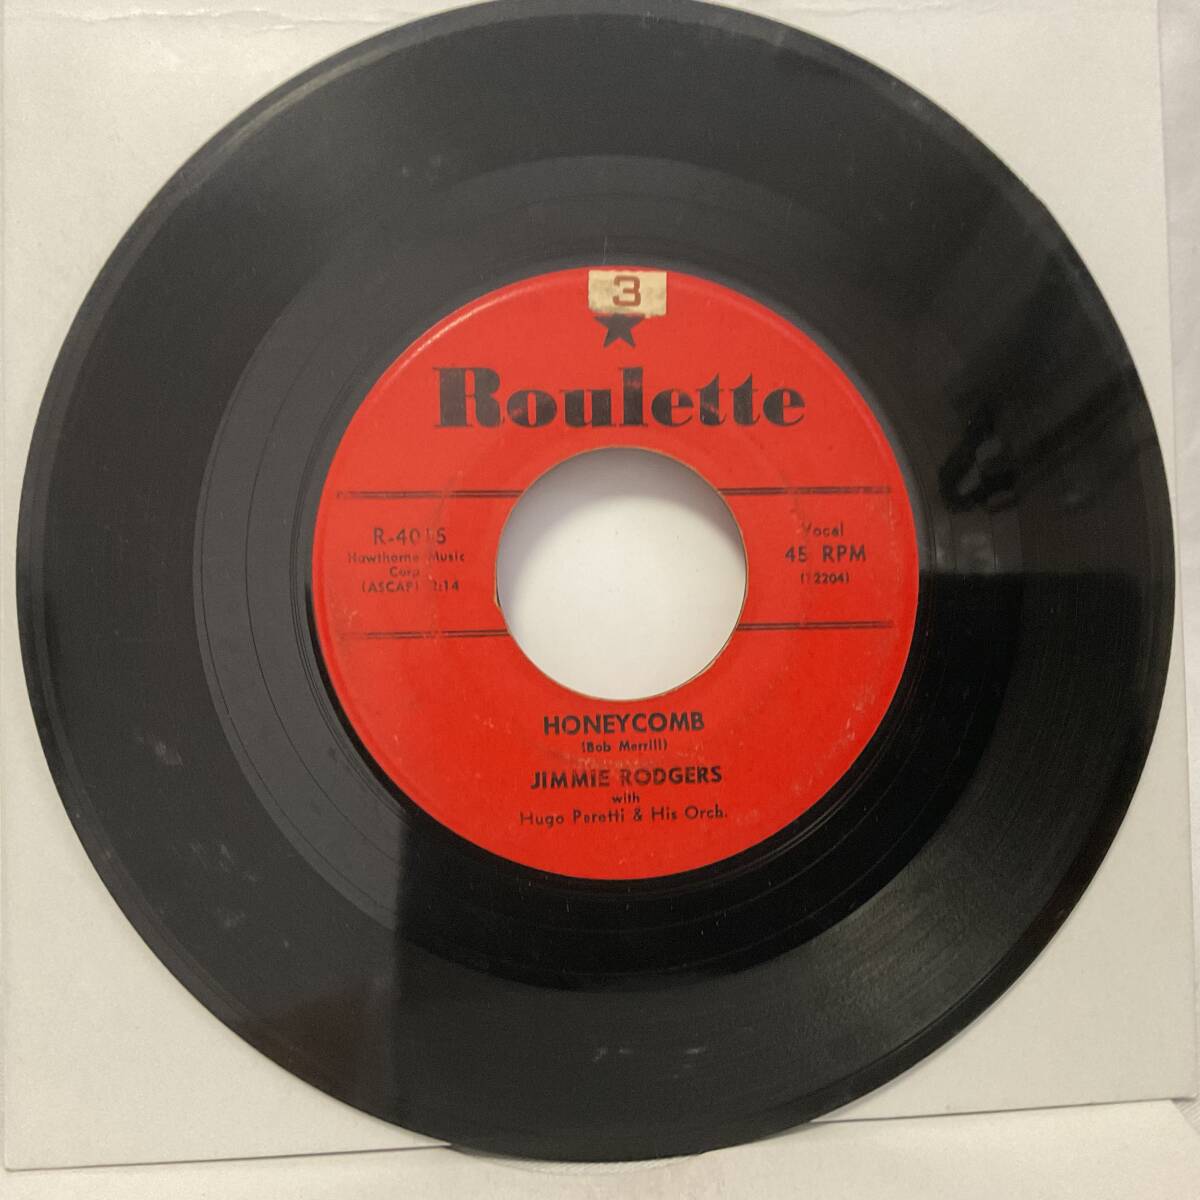 3
Roulette
R-4015
Hawthorne Music
Corp
(ASCAP) 2:14
Vocal
45 RPM
(12204)
HONEYCOMB
(Bob Merrill)
JIMMIE RODGERS
with
Hugo Peretti & His Orch.